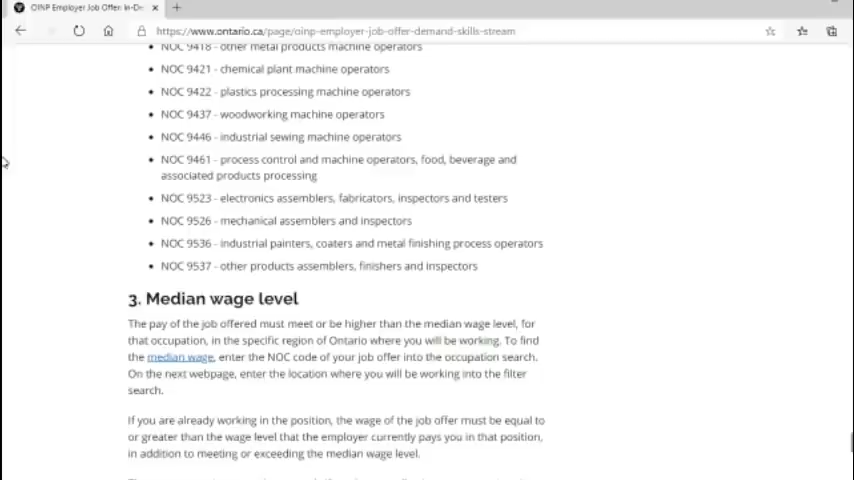 OINP Employer Job Offer: In-De
https://www.ontario.ca/page/oinp-employer-job-offer-demand-skills-stream
NOC 9418 - other metal products machine operators
NOC 9421 - chemical plant machine operators
NOC 9422 - plastics processing machine operators
NOC 9437 - woodworking machine operators
NOC 9446 - industrial sewing machine operators
NOC 9461 - process control and machine operators, food, beverage and
associated products processing
NOC 9523 - electronics assemblers, fabricators, inspectors and testers
NOC 9526 - mechanical assemblers and inspectors
NOC 9536 - industrial painters, coaters and metal finishing process operators
NOC 9537 - other products assemblers, finishers and inspectors
3. Median wage level
The pay of the job offered must meet or be higher than the median wage level, for
that occupation, in the specific region of Ontario where you will be working. To find
the median wage, enter the NOC code of your job offer into the occupation search.
On the next webpage, enter the location where you will be working into the filter
search.
If you are already working in the position, the wage of the job offer must be equal to
or greater than the wage level that the employer currently pays you in that position,
in addition to meeting or exceeding the median wage level.